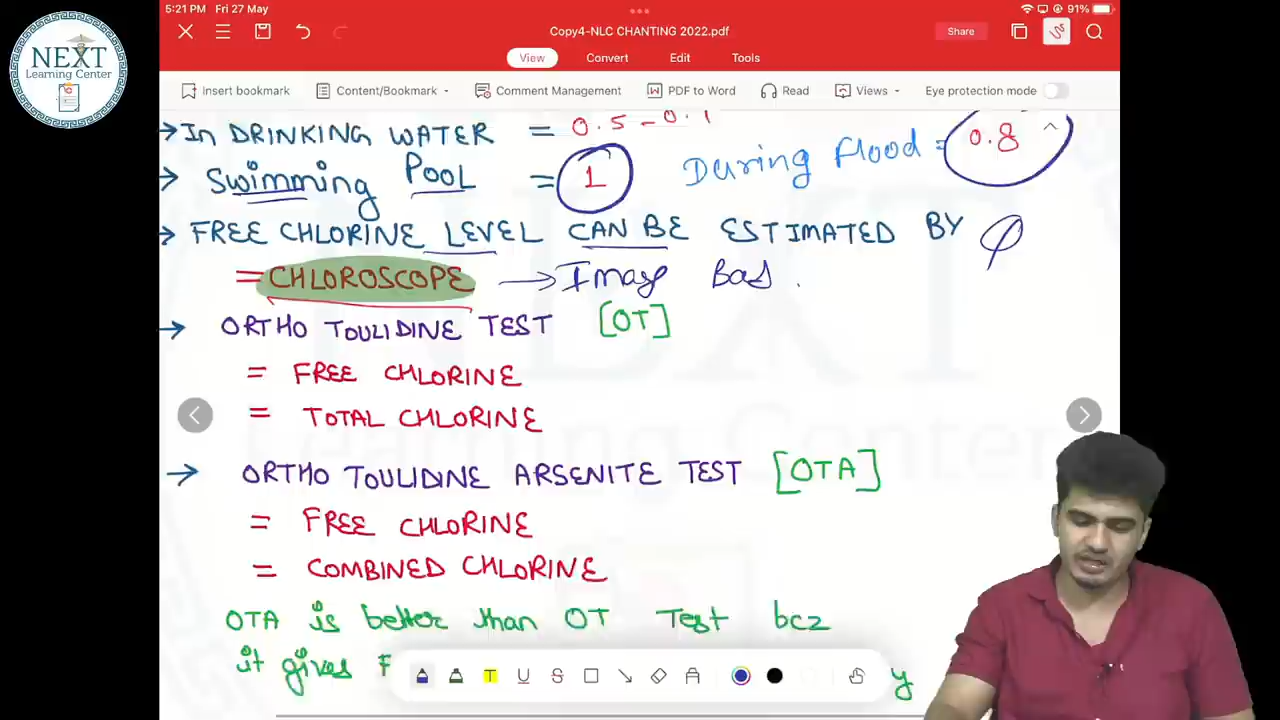 5:21 PM Fri 27 May 91%
NEXT
Learning Center
Copy4-NLC CHANTING 2022.pdf
Share
View Convert Edit Tools
Insert bookmark Content/Bookmark Comment Management PDF to Word Read Views Eye protection mode
→ In DRINKING WATER = 0.5 - 0.1
During Flood = 0.8
→ Swimming Pool = 1
→ FREE CHLORINE LEVEL CAN BE ESTIMATED BY
= CHLOROSCOPE →
→ ORTHO TOULIDINE TEST [OT]
= FREE CHLORINE
= TOTAL CHLORINE
→ ORTHO TOULIDINE ARSENITE TEST [OTA]
= FREE CHLORINE
= COMBINED CHLORINE
OTA is better than OT Test bcz
it gives F
y